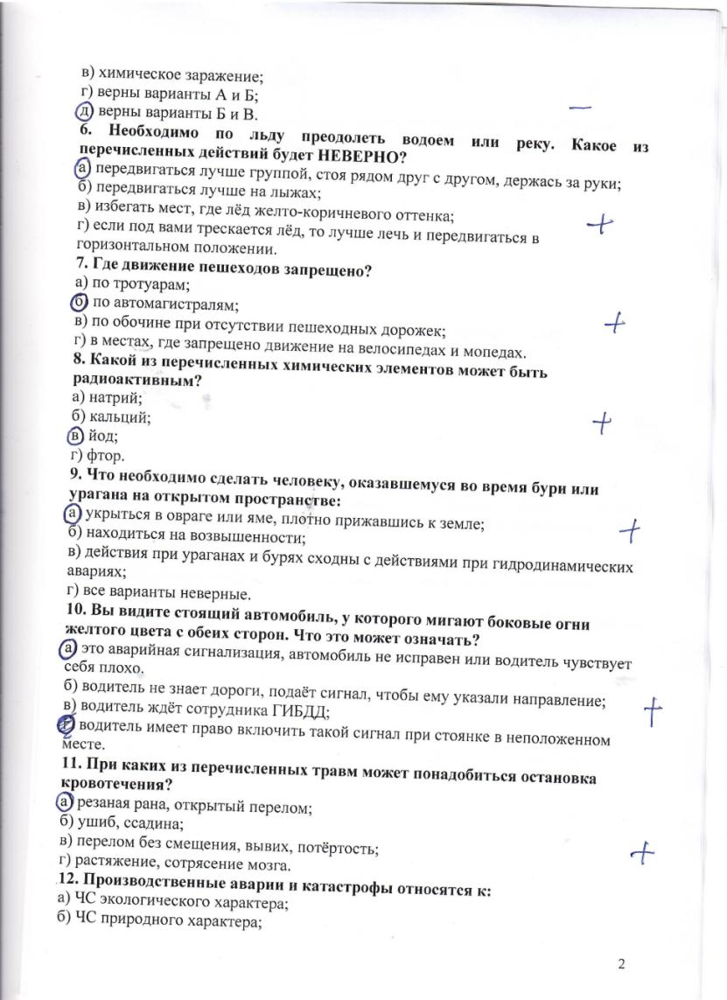 в) химическое заражение;
г) верны варианты А и Б;
д) верны варианты Б и В.
—
6. Необходимо по льду преодолеть водоем или реку. Какое из
перечисленных действий будет НЕВЕРНО?
а) передвигаться лучше группой, стоя рядом друг с другом, держась за руки;
б) передвигаться лучше на лыжах;
в) избегать мест, где лёд желто-коричневого оттенка;
+
г) если под вами трескается лёд, то лучше лечь и передвигаться в
горизонтальном положении.
7. Где движение пешеходов запрещено?
а) по тротуарам;
б) по автомагистралям;
в) по обочине при отсутствии пешеходных дорожек;
+
г) в местах, где запрещено движение на велосипедах и мопедах.
8. Какой из перечисленных химических элементов может быть
радиоактивным?
а) натрий;
б) кальций;
+
в) йод;
г) фтор.
9. Что необходимо сделать человеку, оказавшемуся во время бури или
урагана на открытом пространстве:
а) укрыться в овраге или яме, плотно прижавшись к земле;
+
б) находиться на возвышенности;
в) действия при ураганах и бурях сходны с действиями при гидродинамических
авариях;
г) все варианты неверные.
10. Вы видите стоящий автомобиль, у которого мигают боковые огни
желтого цвета с обеих сторон. Что это может означать?
а) это аварийная сигнализация, автомобиль не исправен или водитель чувствует
себя плохо.
б) водитель не знает дороги, подаёт сигнал, чтобы ему указали направление;
в) водитель ждёт сотрудника ГИБДД;
+
г) водитель имеет право включить такой сигнал при стоянке в неположенном
месте.
11. При каких из перечисленных травм может понадобиться остановка
кровотечения?
а) резаная рана, открытый перелом;
б) ушиб, ссадина;
в) перелом без смещения, вывих, потёртость;
+
г) растяжение, сотрясение мозга.
12. Производственные аварии и катастрофы относятся к:
а) ЧС экологического характера;
б) ЧС природного характера;
2